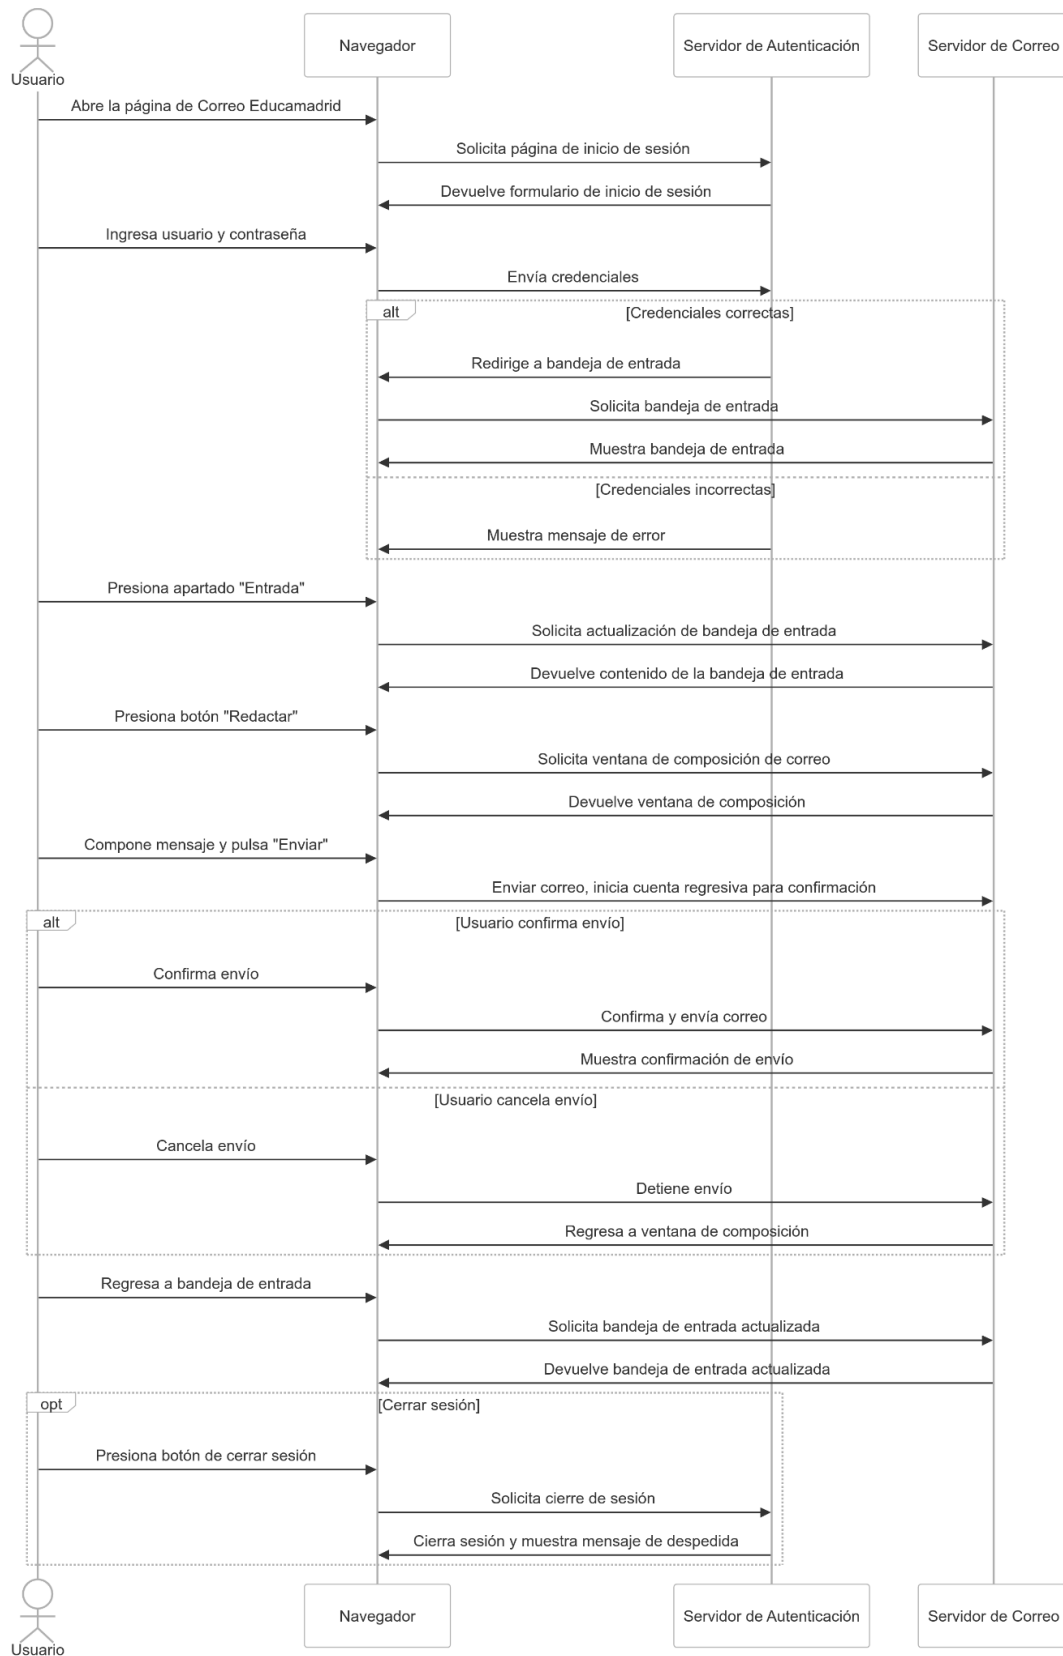 Usuario
Navegador
Servidor de Autenticación
Servidor de Correo
Abre la página de Correo Educamadrid
Solicita página de inicio de sesión
Devuelve formulario de inicio de sesión
Ingresa usuario y contraseña
Envía credenciales
alt
[Credenciales correctas]
Redirige a bandeja de entrada
Solicita bandeja de entrada
Muestra bandeja de entrada
[Credenciales incorrectas]
Muestra mensaje de error
Presiona apartado "Entrada"
Solicita actualización de bandeja de entrada
Devuelve contenido de la bandeja de entrada
Presiona botón "Redactar"
Solicita ventana de composición de correo
Devuelve ventana de composición
Compone mensaje y pulsa "Enviar"
Enviar correo, inicia cuenta regresiva para confirmación
alt
[Usuario confirma envío]
Confirma envío
Confirma y envía correo
Muestra confirmación de envío
[Usuario cancela envío]
Cancela envío
Detiene envío
Regresa a ventana de composición
Regresa a bandeja de entrada
Solicita bandeja de entrada actualizada
Devuelve bandeja de entrada actualizada
opt
[Cerrar sesión]
Presiona botón de cerrar sesión
Solicita cierre de sesión
Cierra sesión y muestra mensaje de despedida
Usuario
Navegador
Servidor de Autenticación
Servidor de Correo